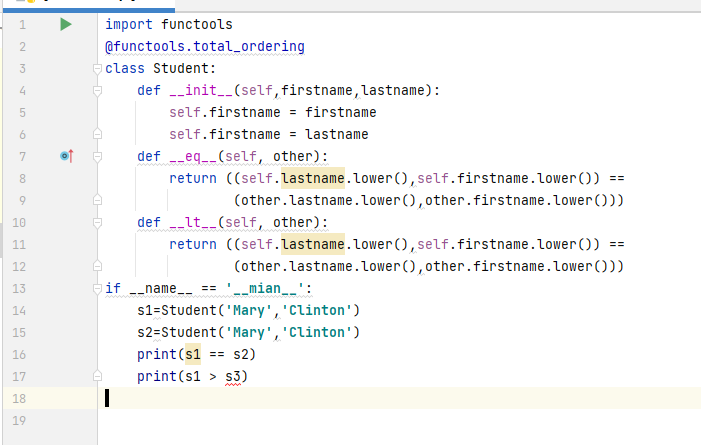 1 import functools
2 @functools.total_ordering
3 class Student:
4     def __init__(self,firstname,lastname):
5         self.firstname = firstname
6         self.firstname = lastname
7     def __eq__(self, other):
8         return ((self.lastname.lower(),self.firstname.lower()) ==
9                 (other.lastname.lower(),other.firstname.lower()))
10     def __lt__(self, other):
11         return ((self.lastname.lower(),self.firstname.lower()) ==
12                 (other.lastname.lower(),other.firstname.lower()))
13 if __name__ == '__mian__':
14     s1=Student('Mary','Clinton')
15     s2=Student('Mary','Clinton')
16     print(s1 == s2)
17     print(s1 > s3)
18
19